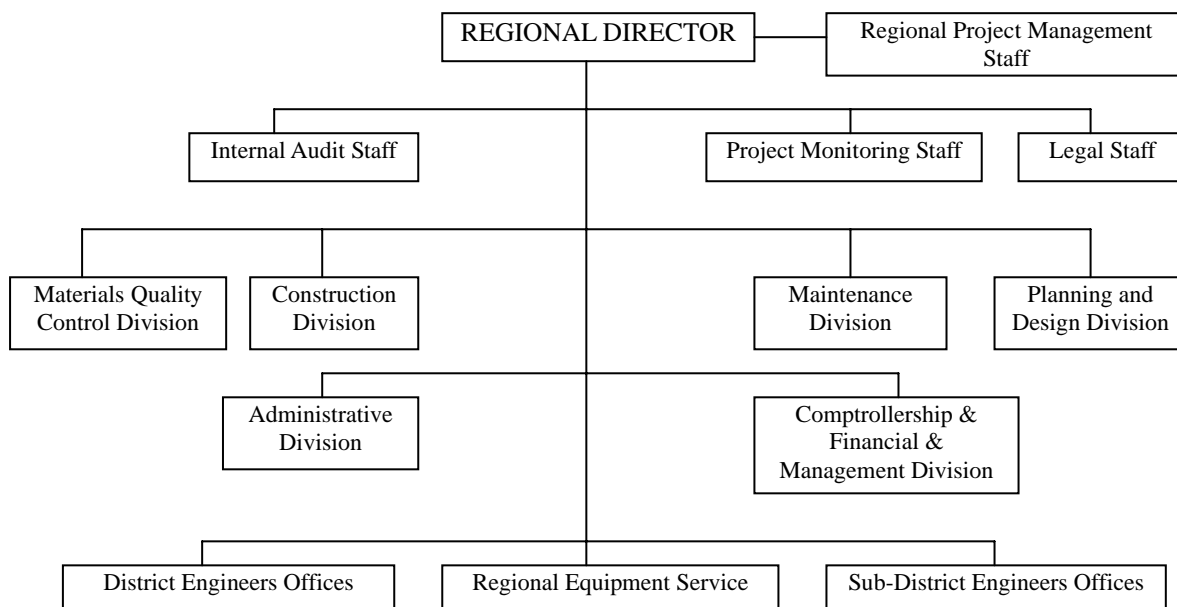 REGIONAL DIRECTOR
Regional Project Management
Staff
Internal Audit Staff
Project Monitoring Staff
Legal Staff
Materials Quality
Control Division
Construction
Division
Maintenance
Division
Planning and
Design Division
Administrative
Division
Comptrollership &
Financial &
Management Division
District Engineers Offices
Regional Equipment Service
Sub-District Engineers Offices